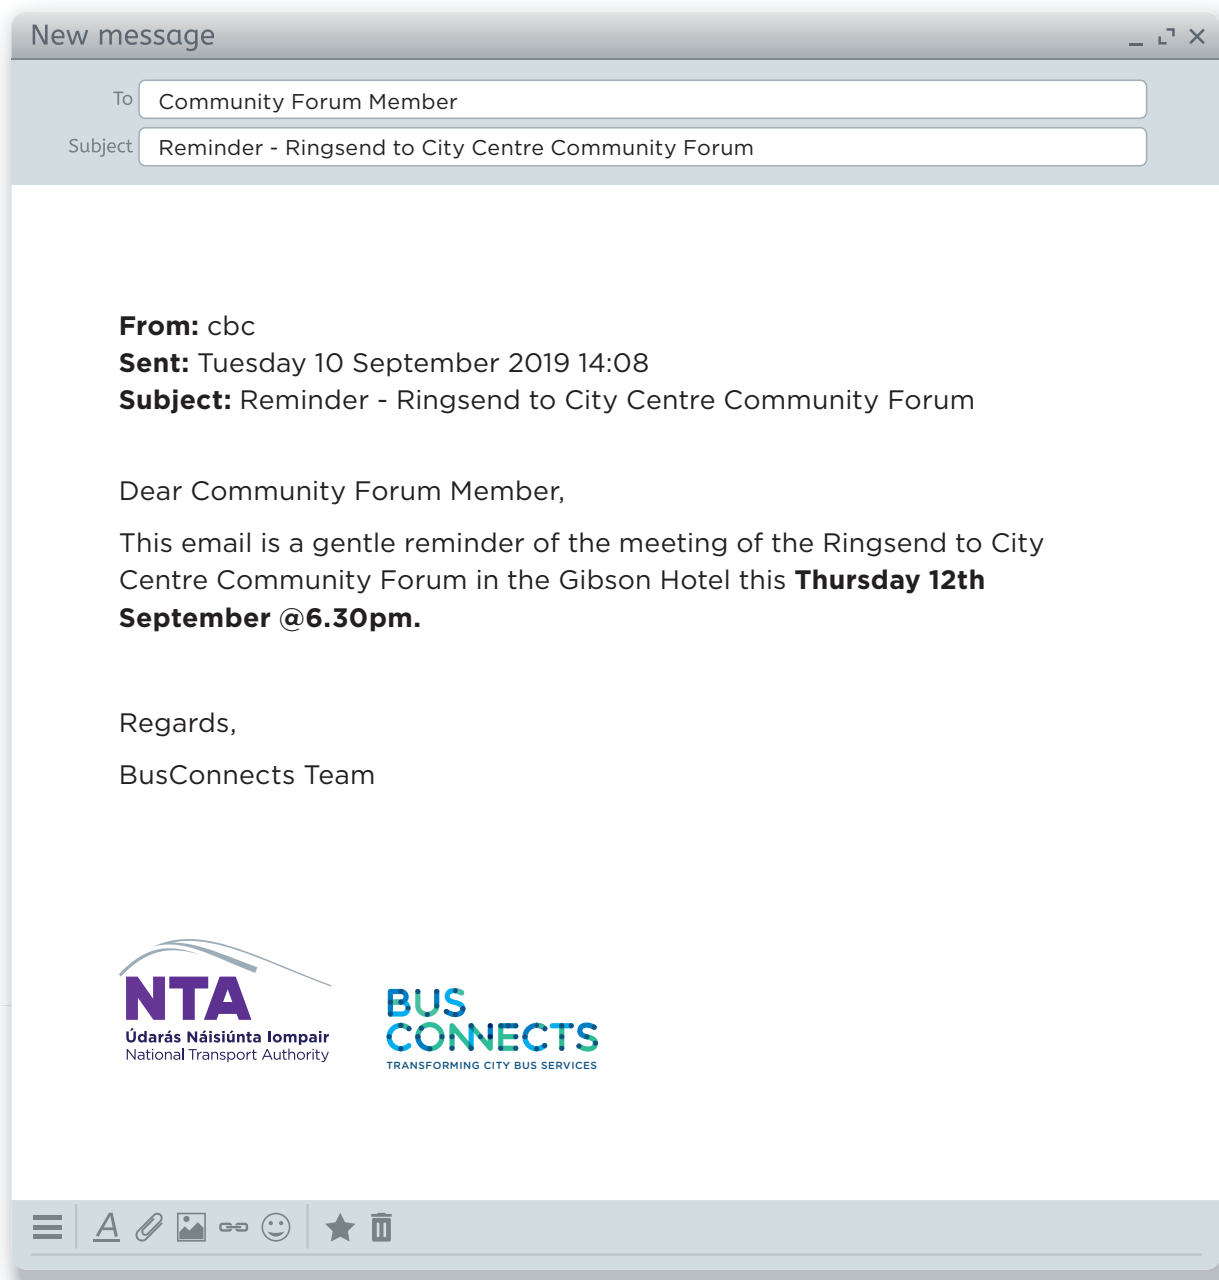 New message
To
Community Forum Member
Subject
Reminder - Ringsend to City Centre Community Forum
From: cbc
Sent: Tuesday 10 September 2019 14:08
Subject: Reminder - Ringsend to City Centre Community Forum
Dear Community Forum Member,
This email is a gentle reminder of the meeting of the Ringsend to City
Centre Community Forum in the Gibson Hotel this Thursday 12th
September @6.30pm.
Regards,
BusConnects Team
NTA
Údarás Náisiúnta Iompair
National Transport Authority
BUS
CONNECTS
TRANSFORMING CITY BUS SERVICES
A